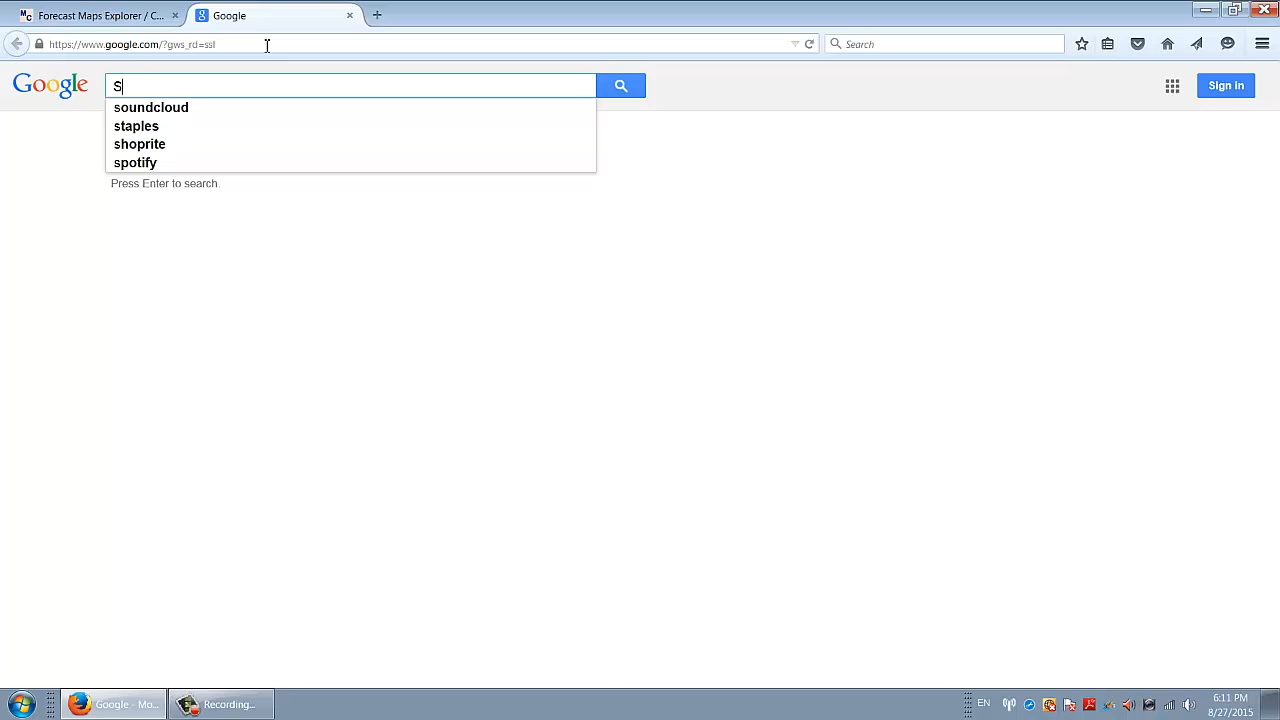 Forecast Maps Explorer / C...
Google
https://www.google.com/?gws_rd=ssl
Search
Google
S
Sign in
soundcloud
staples
shoprite
spotify
Press Enter to search.
Google - Mo...
Recording...
EN
6:11 PM
8/27/2015